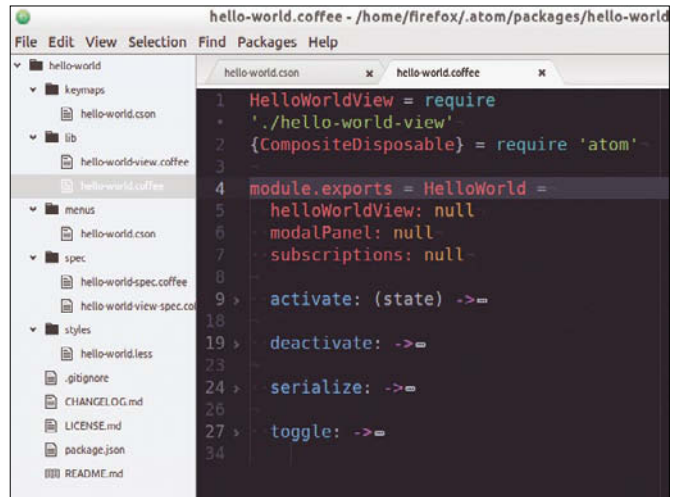 hello-world.coffee - /home/firefox/.atom/packages/hello-world
File Edit View Selection Find Packages Help
hello-world
keymaps
hello-world.cson
lib
hello-world-view.coffee
hello-world.coffee
menus
hello-world.cson
spec
hello-world-spec.coffee
hello-world-view-spec.col
styles
hello-world.less
.gitignore
CHANGELOG.md
LICENSE.md
package.json
README.md
hello-world.cson x hello-world.coffee x
1 HelloWorldView = require
• './hello-world-view'
2 {CompositeDisposable} = require 'atom'
3
4 module.exports = HelloWorld =
5 helloWorldView: null
6 modalPanel: null
7 subscriptions: null
8
9 activate: (state) ->
18
19 deactivate: ->
23
24 serialize: ->
26
27 toggle: ->
34